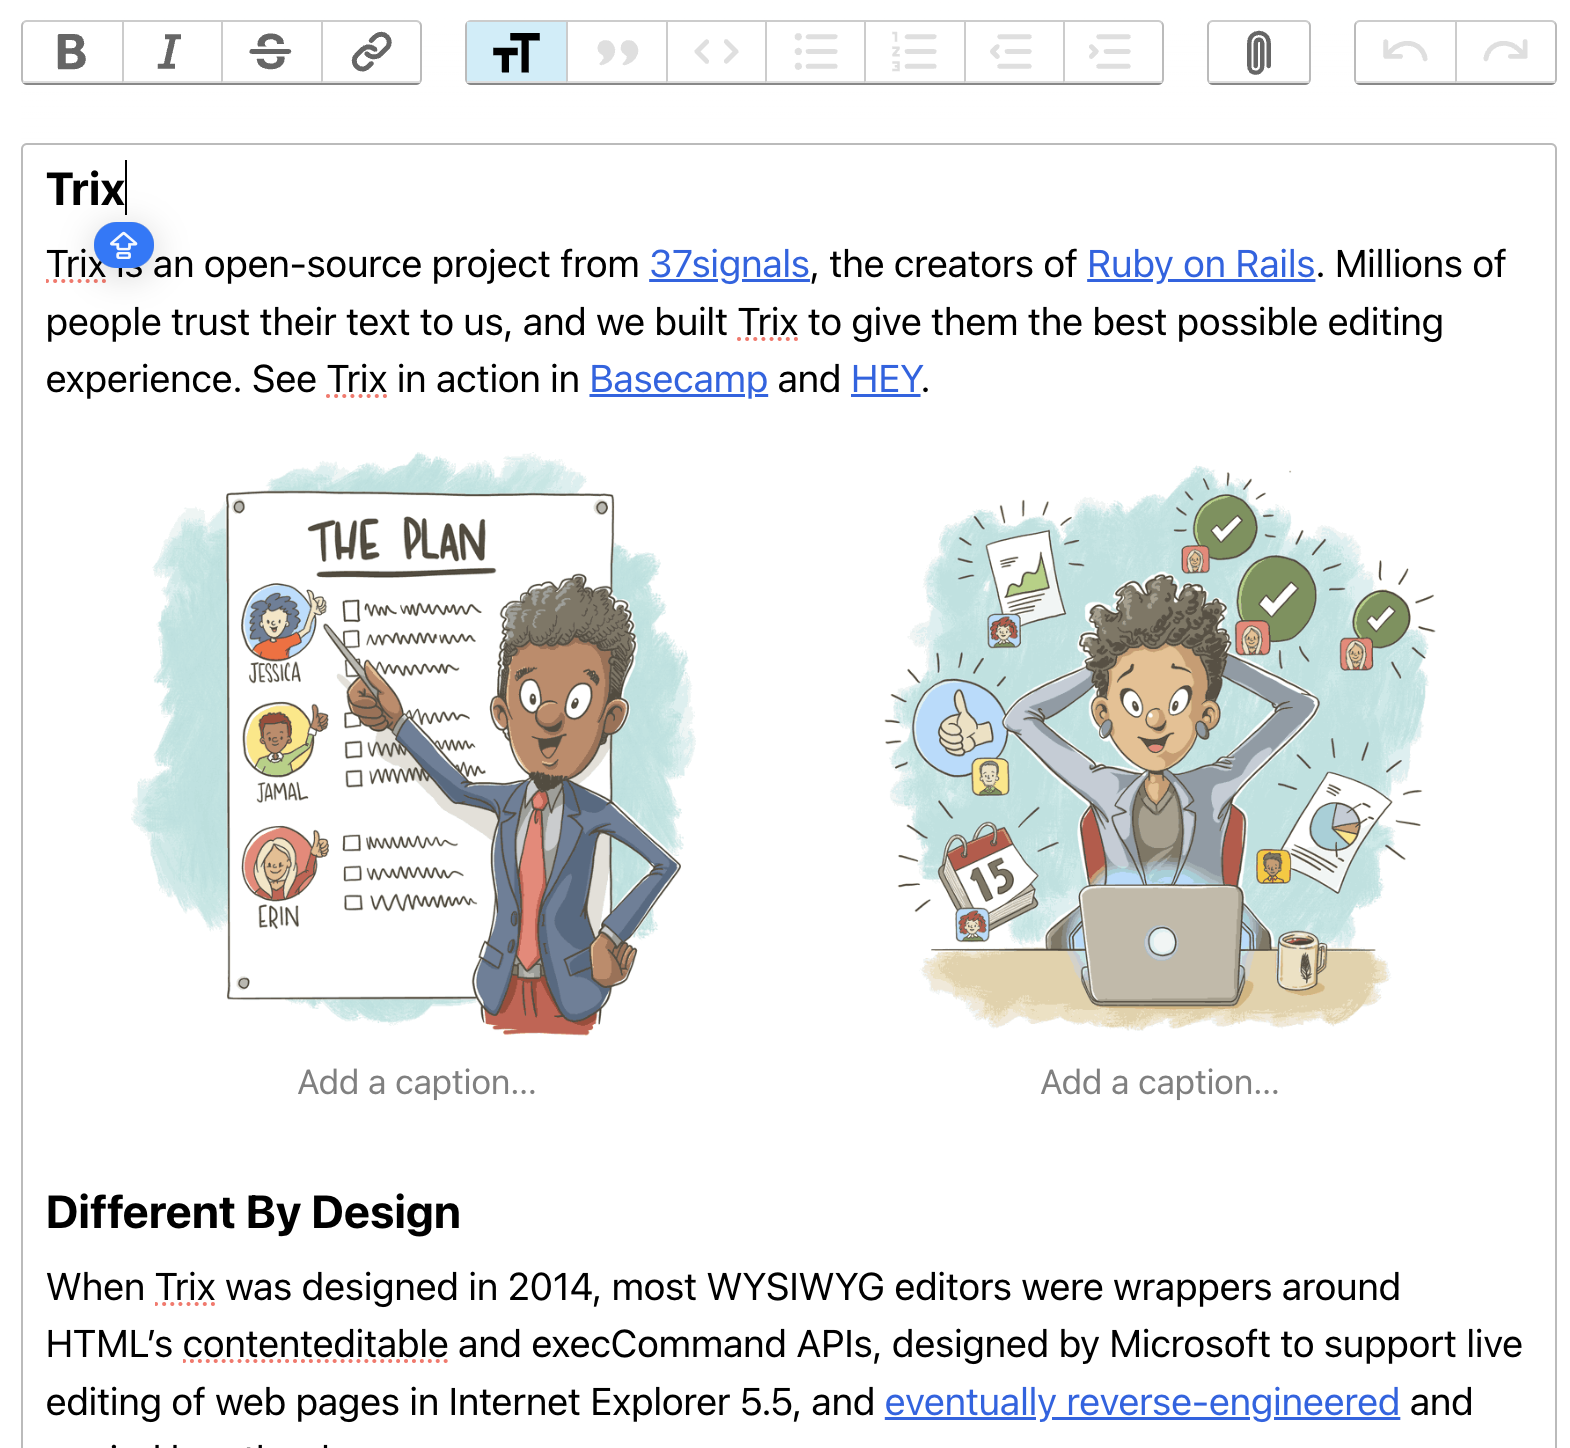 Trix
Trix is an open-source project from 37signals, the creators of Ruby on Rails. Millions of
people trust their text to us, and we built Trix to give them the best possible editing
experience. See Trix in action in Basecamp and HEY.
THE PLAN
JESSICA
JAMAL
ERIN
15
Add a caption...
Add a caption...
Different By Design
When Trix was designed in 2014, most WYSIWYG editors were wrappers around
HTML’s contenteditable and execCommand APIs, designed by Microsoft to support live
editing of web pages in Internet Explorer 5.5, and eventually reverse-engineered and